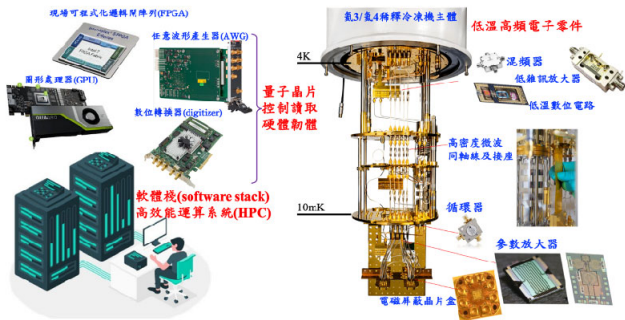 現場可程式化邏輯閘陣列(FPGA)
任意波形產生器(AWG)
圖形處理器(GPU)
數位轉換器(digitizer)
量子晶片
控制讀取
硬體韌體
軟體棧(software stack)
高效能運算系統(HPC)
氦3/氦4稀釋冷凍機主體
4K
10mK
低溫高頻電子零件
混頻器
低雜訊放大器
低溫數位電路
高密度微波
同軸線及接座
循環器
參數放大器
電磁屏蔽晶片盒